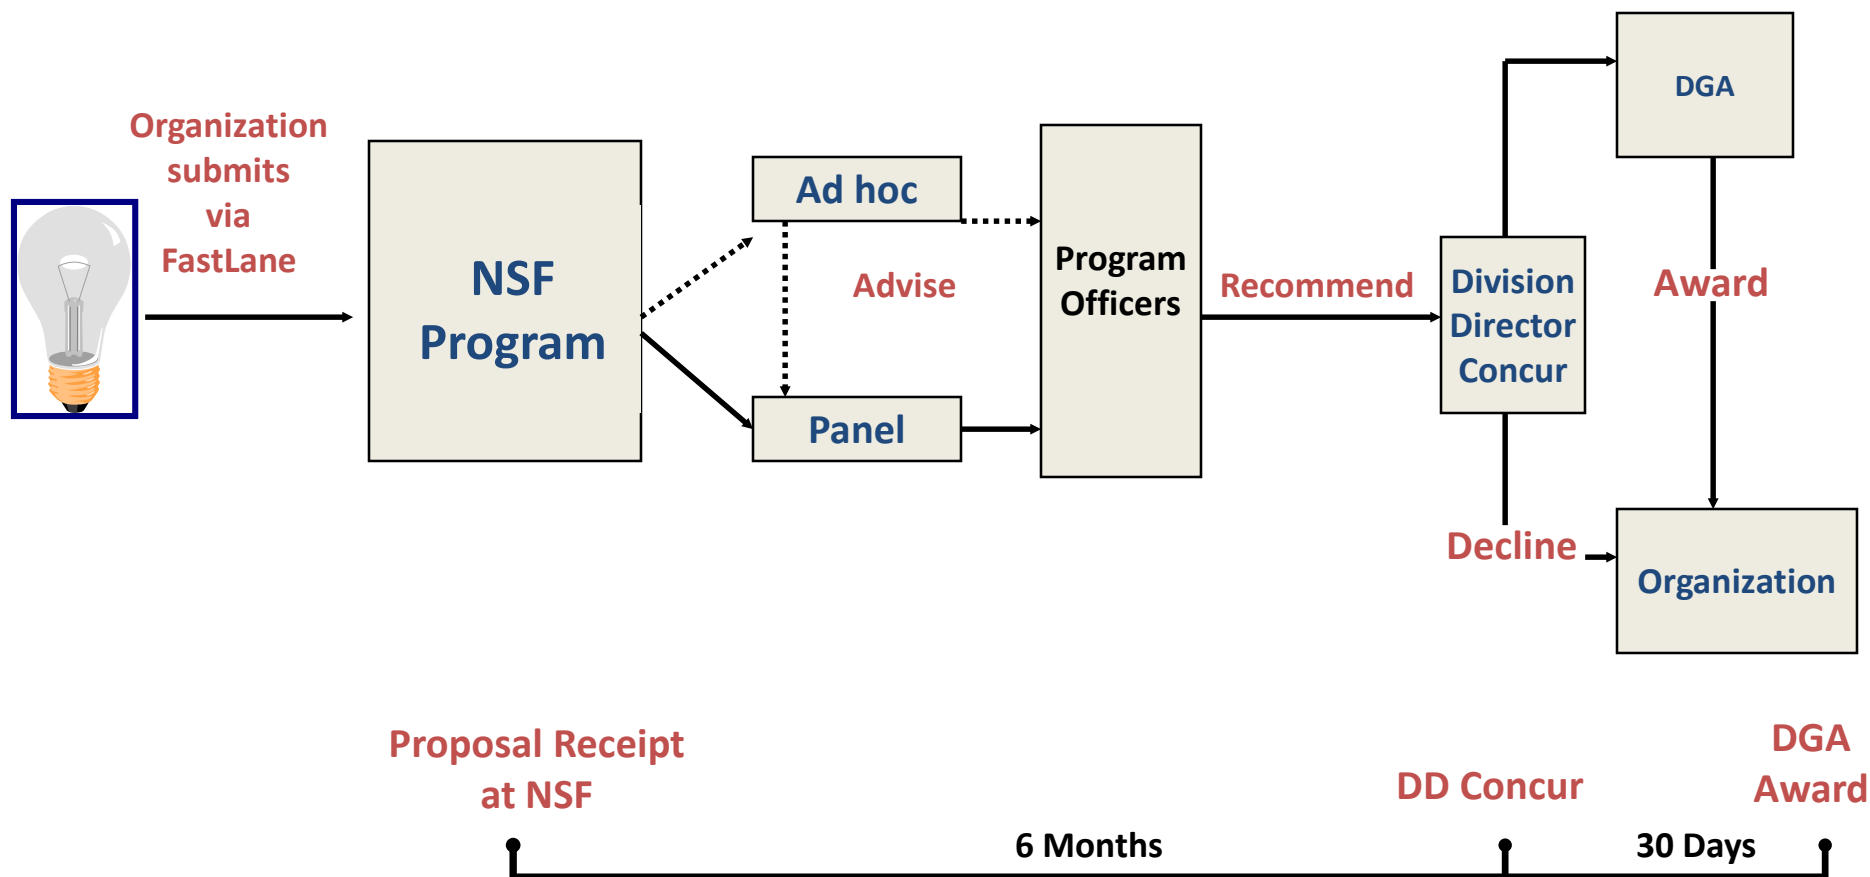 Organization
submits
via
FastLane
NSF
Program
Ad hoc
Advise
Panel
Program
Officers
Recommend
Division
Director
Concur
DGA
Award
Decline
Organization
Proposal Receipt
at NSF
DD Concur
DGA
Award
6 Months
30 Days